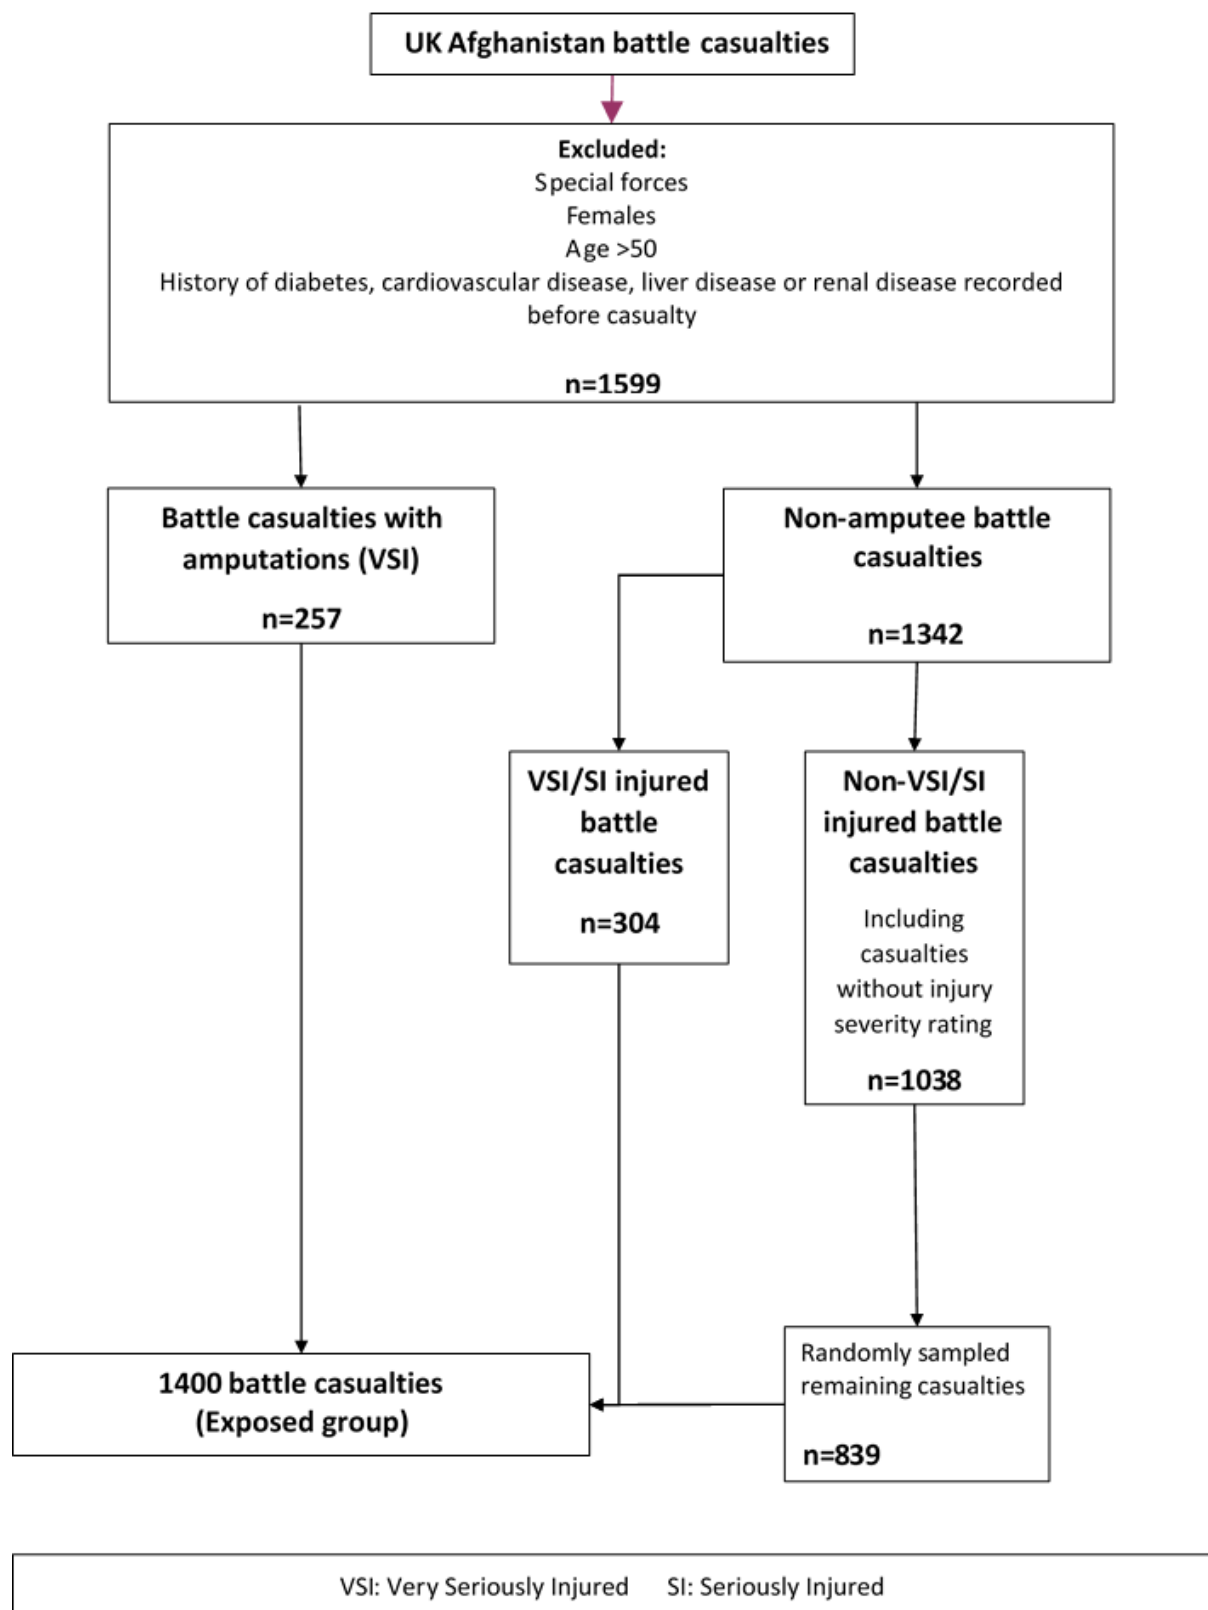 UK Afghanistan battle casualties
Excluded:
Special forces
Females
Age >50
History of diabetes, cardiovascular disease, liver disease or renal disease recorded
before casualty
n=1599
Battle casualties with
amputations (VSI)
n=257
Non-amputee battle
casualties
n=1342
VSI/SI injured
battle
casualties
n=304
Non-VSI/SI
injured battle
casualties
Including
casualties
without injury
severity rating
n=1038
Randomly sampled
remaining casualties
n=839
1400 battle casualties
(Exposed group)
VSI: Very Seriously Injured SI: Seriously Injured